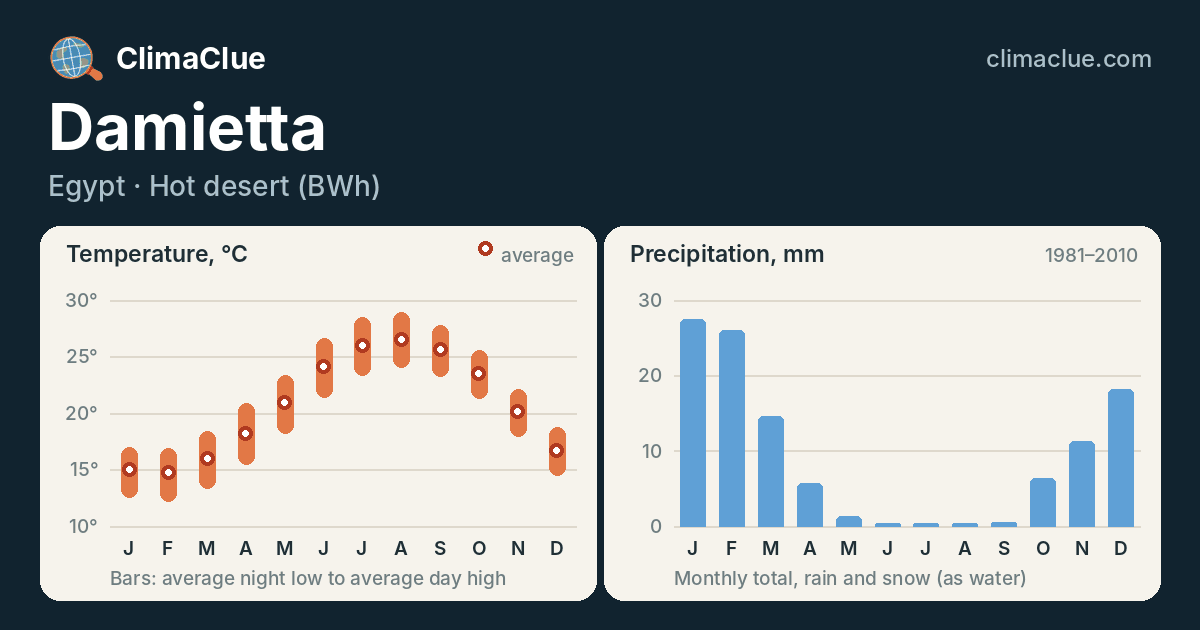 ClimaClue
climaclue.com
Damietta
Egypt · Hot desert (BWh)
Temperature, °C
average
30°
25°
20°
15°
10°
J F M A M J J A S O N D
Bars: average night low to average day high
Precipitation, mm
1981–2010
30
20
10
0
J F M A M J J A S O N D
Monthly total, rain and snow (as water)